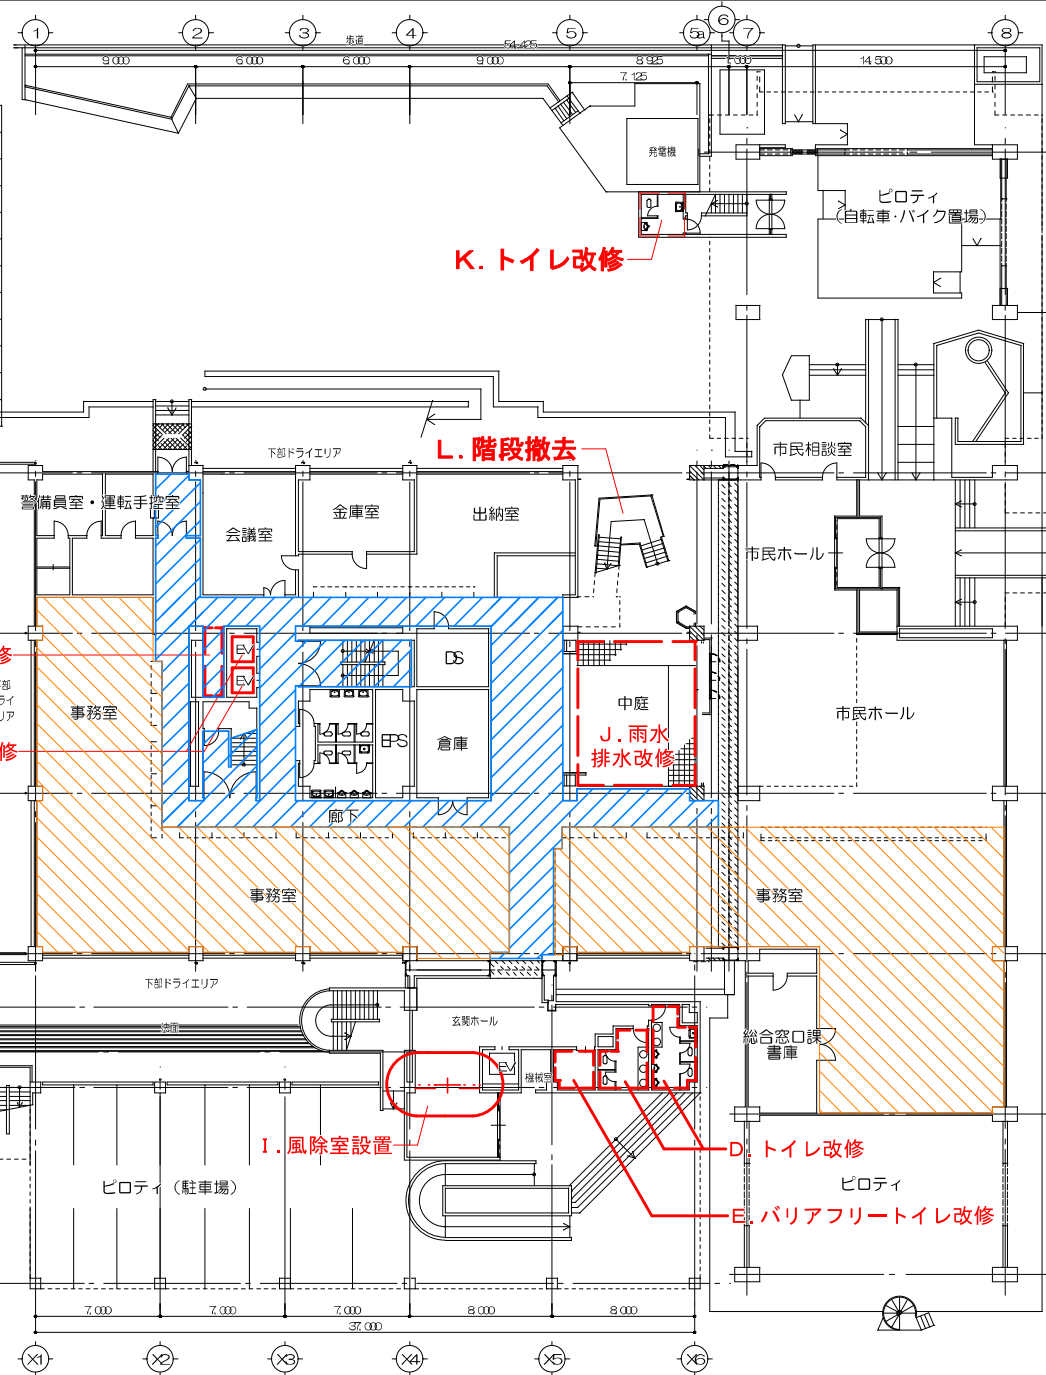 1 2 3 4 5 5a 6 7 8
歩道
54,425
9,000 6,000 6,000 9,000 8,925 1,000 14,500
7,125
発電機
ピロティ
(自転車・バイク置場)
K. トイレ改修
L. 階段撤去
下部ドライエリア
市民相談室
警備員室・運転手控室
会議室
金庫室
出納室
市民ホール
修
EV
DS
EV
事務室
中庭
市民ホール
修
EPS
倉庫
J. 雨水
排水改修
廊下
事務室
事務室
下部ドライエリア
玄関ホール
EV
機械室
総合窓口課
書庫
I. 風除室設置
D. トイレ改修
ピロティ (駐車場)
ピロティ
E. バリアフリートイレ改修
7,000 7,000 7,000 8,000 8,000
37,000
X1 X2 X3 X4 X5 X6